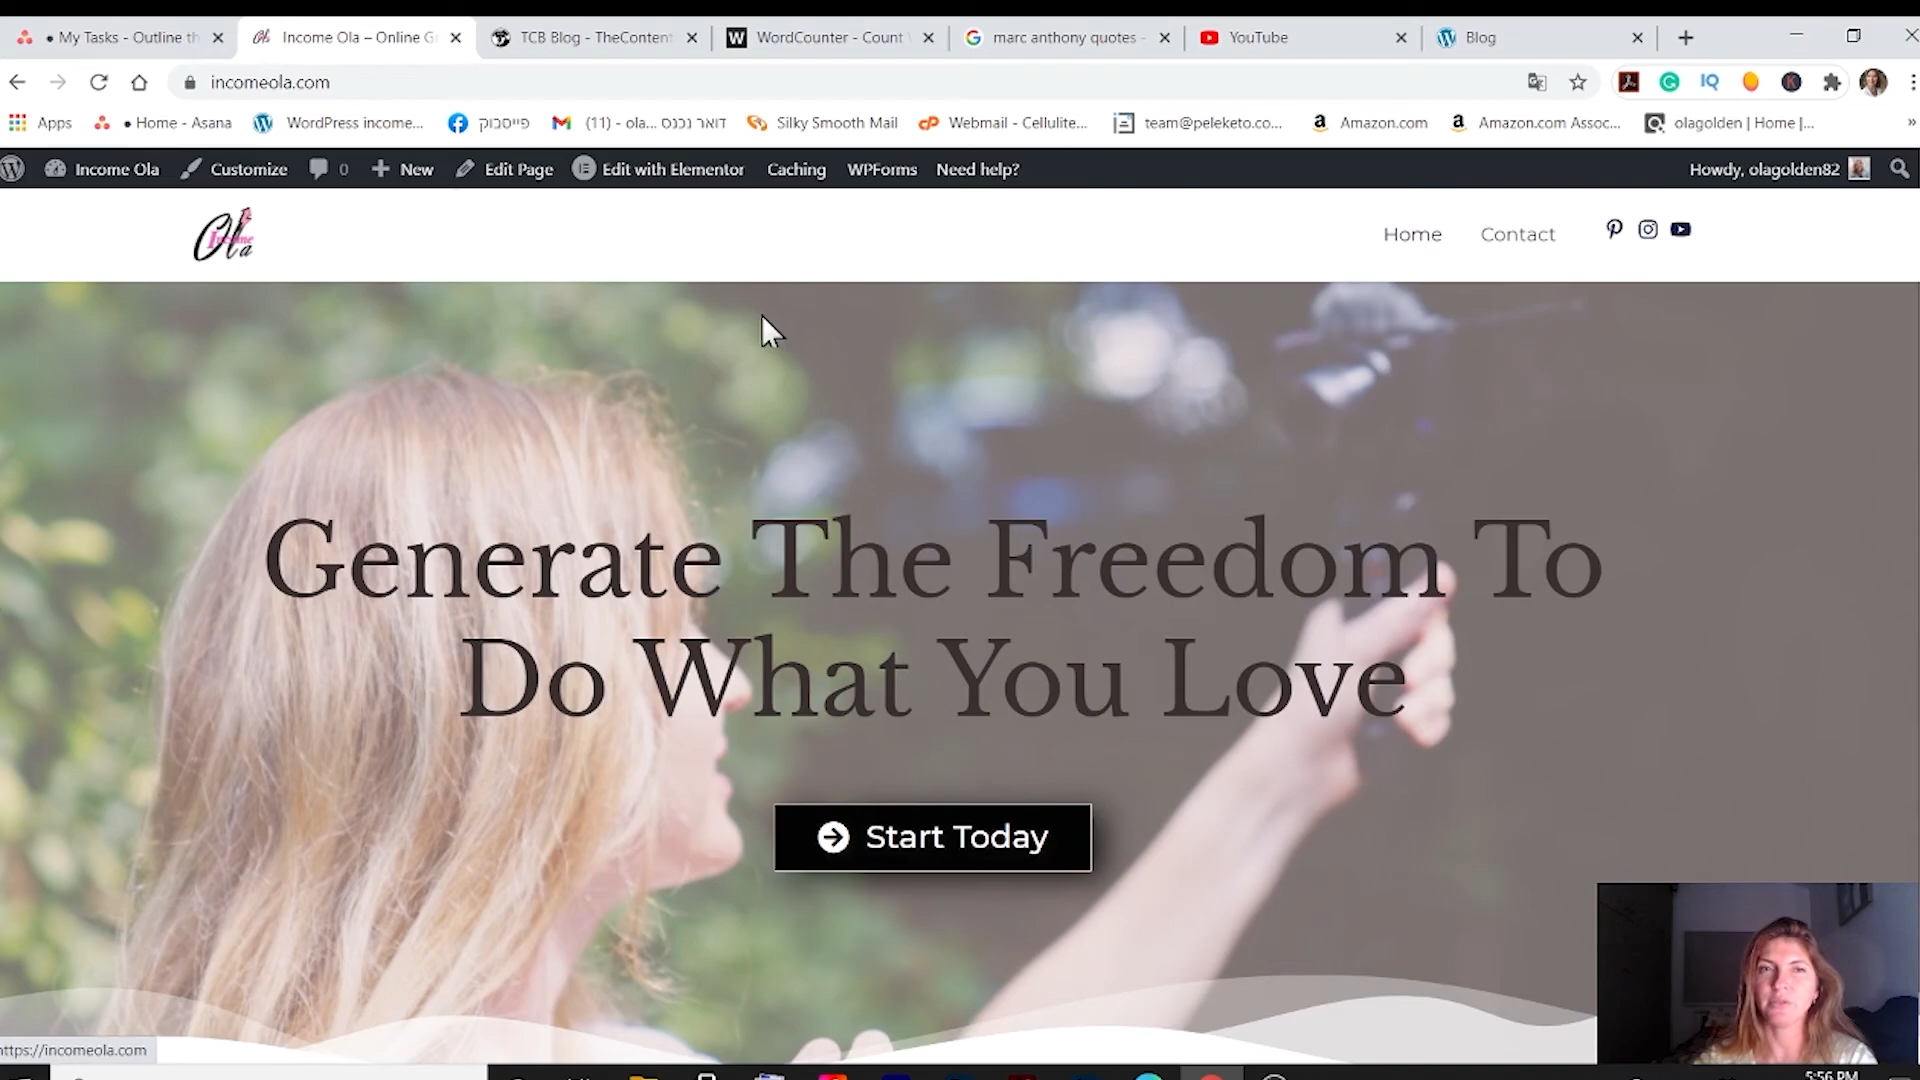 • My Tasks - Outline th
Income Ola – Online Gr
TCB Blog - TheContent
WordCounter - Count
marc anthony quotes -
YouTube
Blog
incomeola.com
Apps
• Home - Asana
WordPress income...
פייסבוק
(11) - ola... דואר נכנס
Silky Smooth Mail
Webmail - Cellulite...
team@peleketo.co...
Amazon.com
Amazon.com Assoc...
olagolden | Home |...
»
Income Ola
Customize
0
New
Edit Page
Edit with Elementor
Caching
WPForms
Need help?
Howdy, olagolden82
Ola
Income
Home
Contact
Generate The Freedom To
Do What You Love
Start Today
https://incomeola.com
5:56 PM